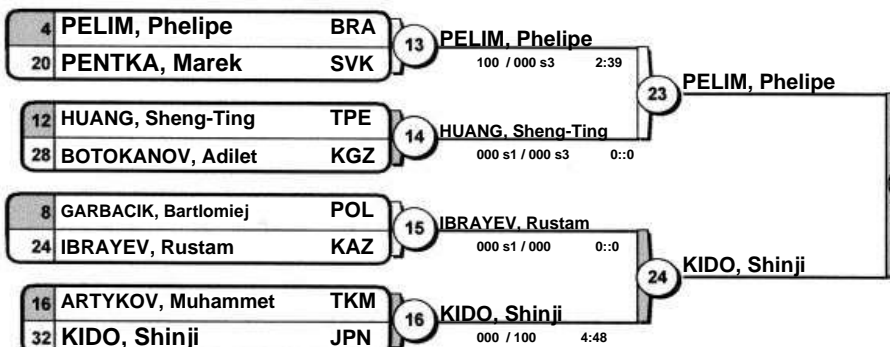 4 PELIM, Phelipe BRA
20 PENTKA, Marek SVK
13 PELIM, Phelipe
100 / 000 s3 2:39
12 HUANG, Sheng-Ting TPE
28 BOTOKANOV, Adilet KGZ
14 HUANG, Sheng-Ting
000 s1 / 000 s3 0::0
23 PELIM, Phelipe
8 GARBACIK, Bartlomiej POL
24 IBRAYEV, Rustam KAZ
15 IBRAYEV, Rustam
000 s1 / 000 0::0
16 ARTYKOV, Muhammet TKM
32 KIDO, Shinji JPN
16 KIDO, Shinji
000 / 100 4:48
24 KIDO, Shinji